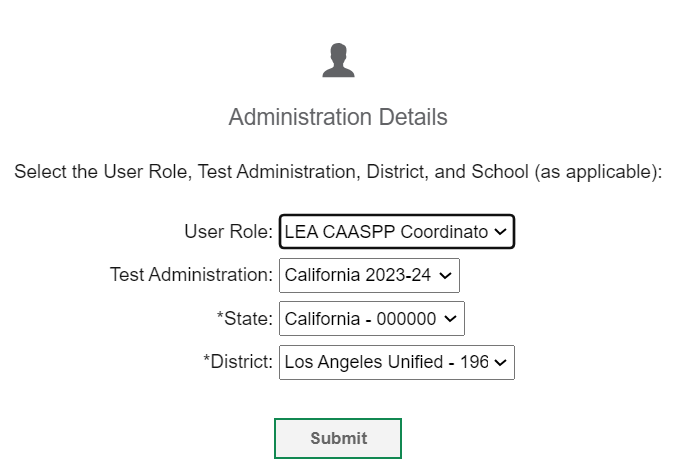 Administration Details
Select the User Role, Test Administration, District, and School (as applicable):
User Role: LEA CAASPP Coordinato
Test Administration: California 2023-24
*State: California - 000000
*District: Los Angeles Unified - 196
Submit